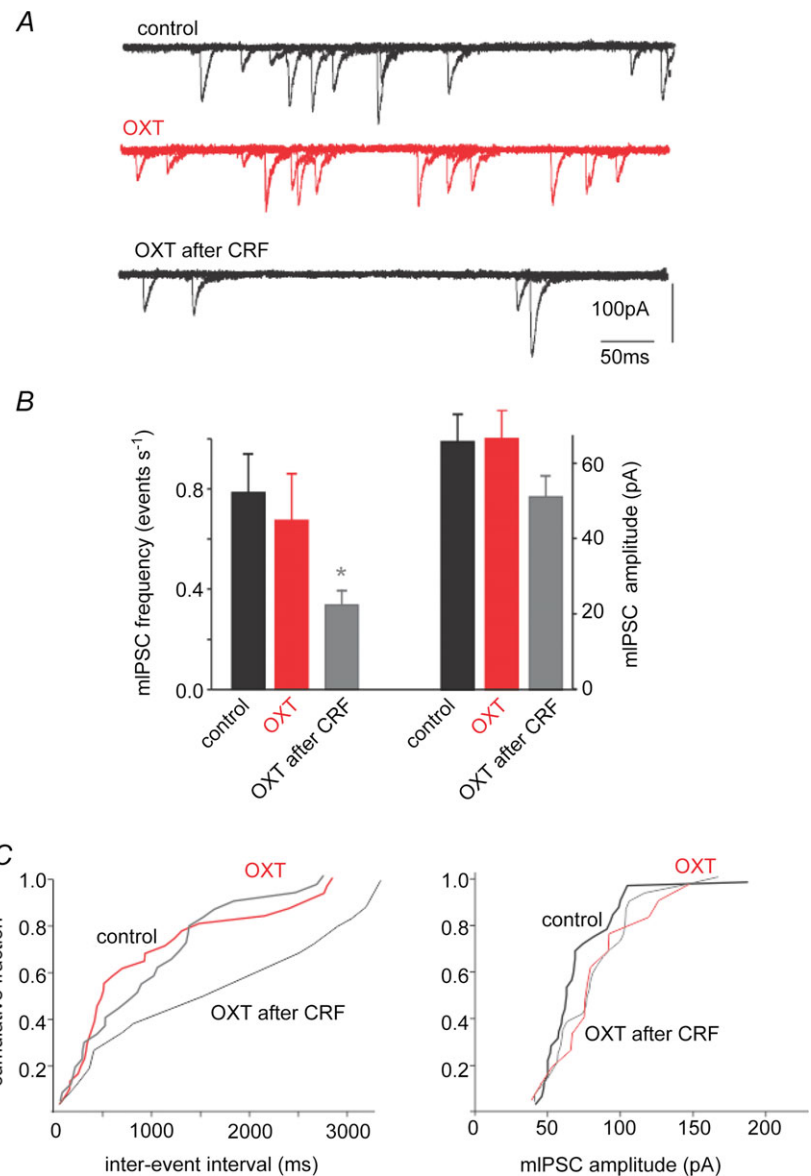 A
control
OXT
OXT after CRF
100pA
50ms
B
mIPSC frequency (events s⁻¹)
0.8
0.4
0.0
control
OXT
OXT after CRF
*
mIPSC amplitude (pA)
60
40
20
0
control
OXT
OXT after CRF
C
1.0
0.8
0.6
0.4
0.2
OXT
control
OXT after CRF
0
1000
2000
3000
inter-event interval (ms)
1.0
0.8
0.6
0.4
0.2
OXT
control
OXT after CRF
0
50
100
150
200
mIPSC amplitude (pA)